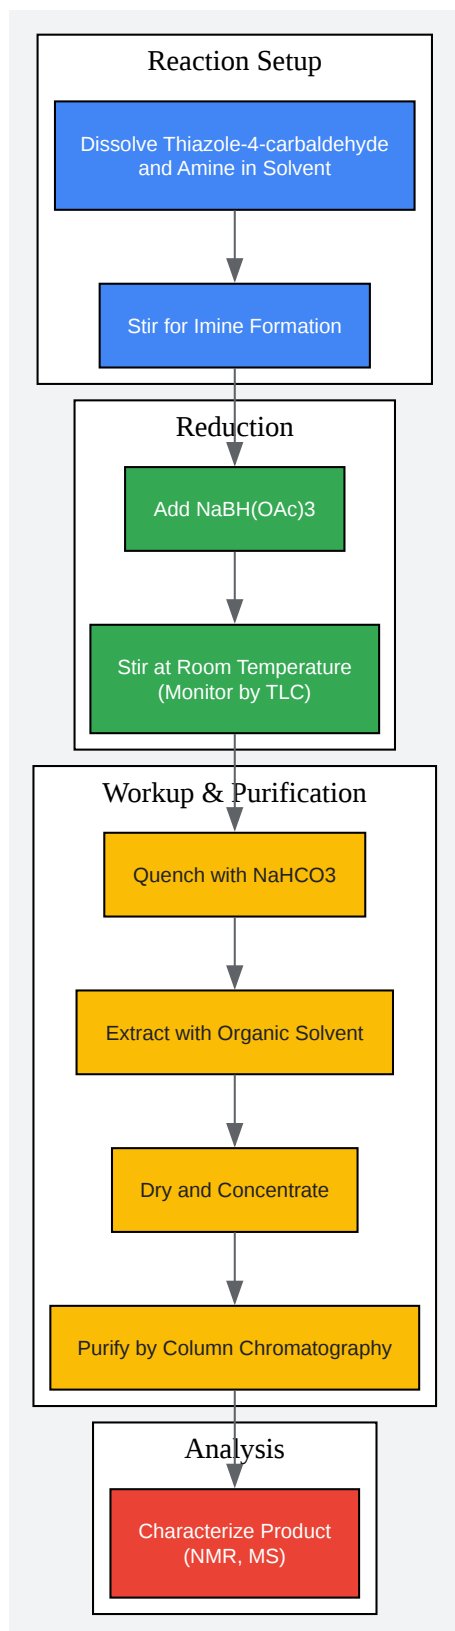 Reaction Setup
Dissolve Thiazole-4-carbaldehyde
and Amine in Solvent
Stir for Imine Formation
Reduction
Add NaBH(OAc)3
Stir at Room Temperature
(Monitor by TLC)
Workup & Purification
Quench with NaHCO3
Extract with Organic Solvent
Dry and Concentrate
Purify by Column Chromatography
Analysis
Characterize Product
(NMR, MS)